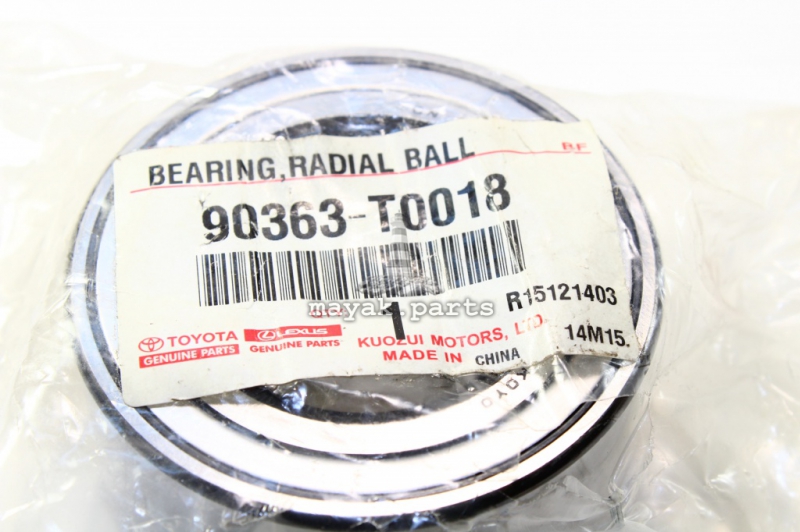 BEARING,RADIAL BALL
BF
90363-T0018
mayak parts
R15121403
1
TOYOTA
GENUINE PARTS
LEXUS
GENUINE PARTS
KUOZUI MOTORS, LTD.
14M15.
MADE IN CHINA
KOYO